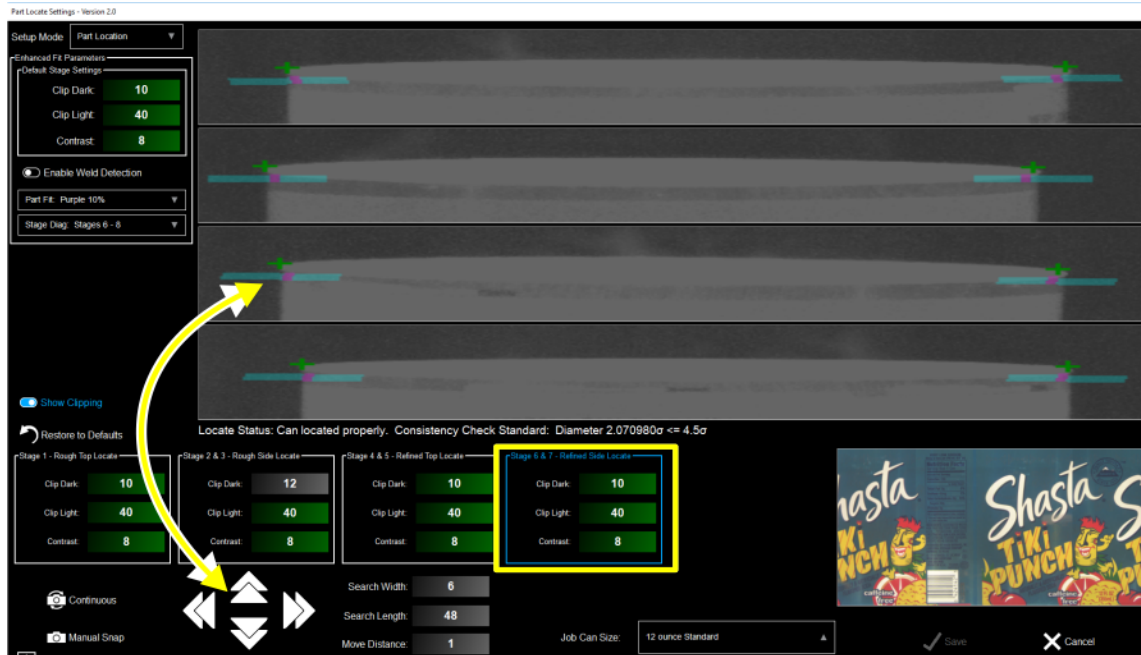 Part Locate Settings - Version 2.0
Setup Mode Part Location
Enhanced Fit Parameters
Default Stage Settings
Clip Dark: 10
Clip Light: 40
Contrast: 8
Enable Weld Detection
Part Fit: Purple 10%
Stage Diag: Stages 6 - 8
Show Clipping
Restore to Defaults
Locate Status: Can located properly. Consistency Check Standard: Diameter 2.070980σ <= 4.5σ
Stage 1 - Rough Top Locate
Clip Dark: 10
Clip Light: 40
Contrast: 8
Stage 2 & 3 - Rough Side Locate
Clip Dark: 12
Clip Light: 40
Contrast: 8
Stage 4 & 5 - Refined Top Locate
Clip Dark: 10
Clip Light: 40
Contrast: 8
Stage 6 & 7 - Refined Side Locate
Clip Dark: 10
Clip Light: 40
Contrast: 8
Continuous
Manual Snap
Search Width: 6
Search Length: 48
Move Distance: 1
Job Can Size: 12 ounce Standard
Save
Cancel
hasta
Shasta
TiKi
PUNCH
caffeine
free